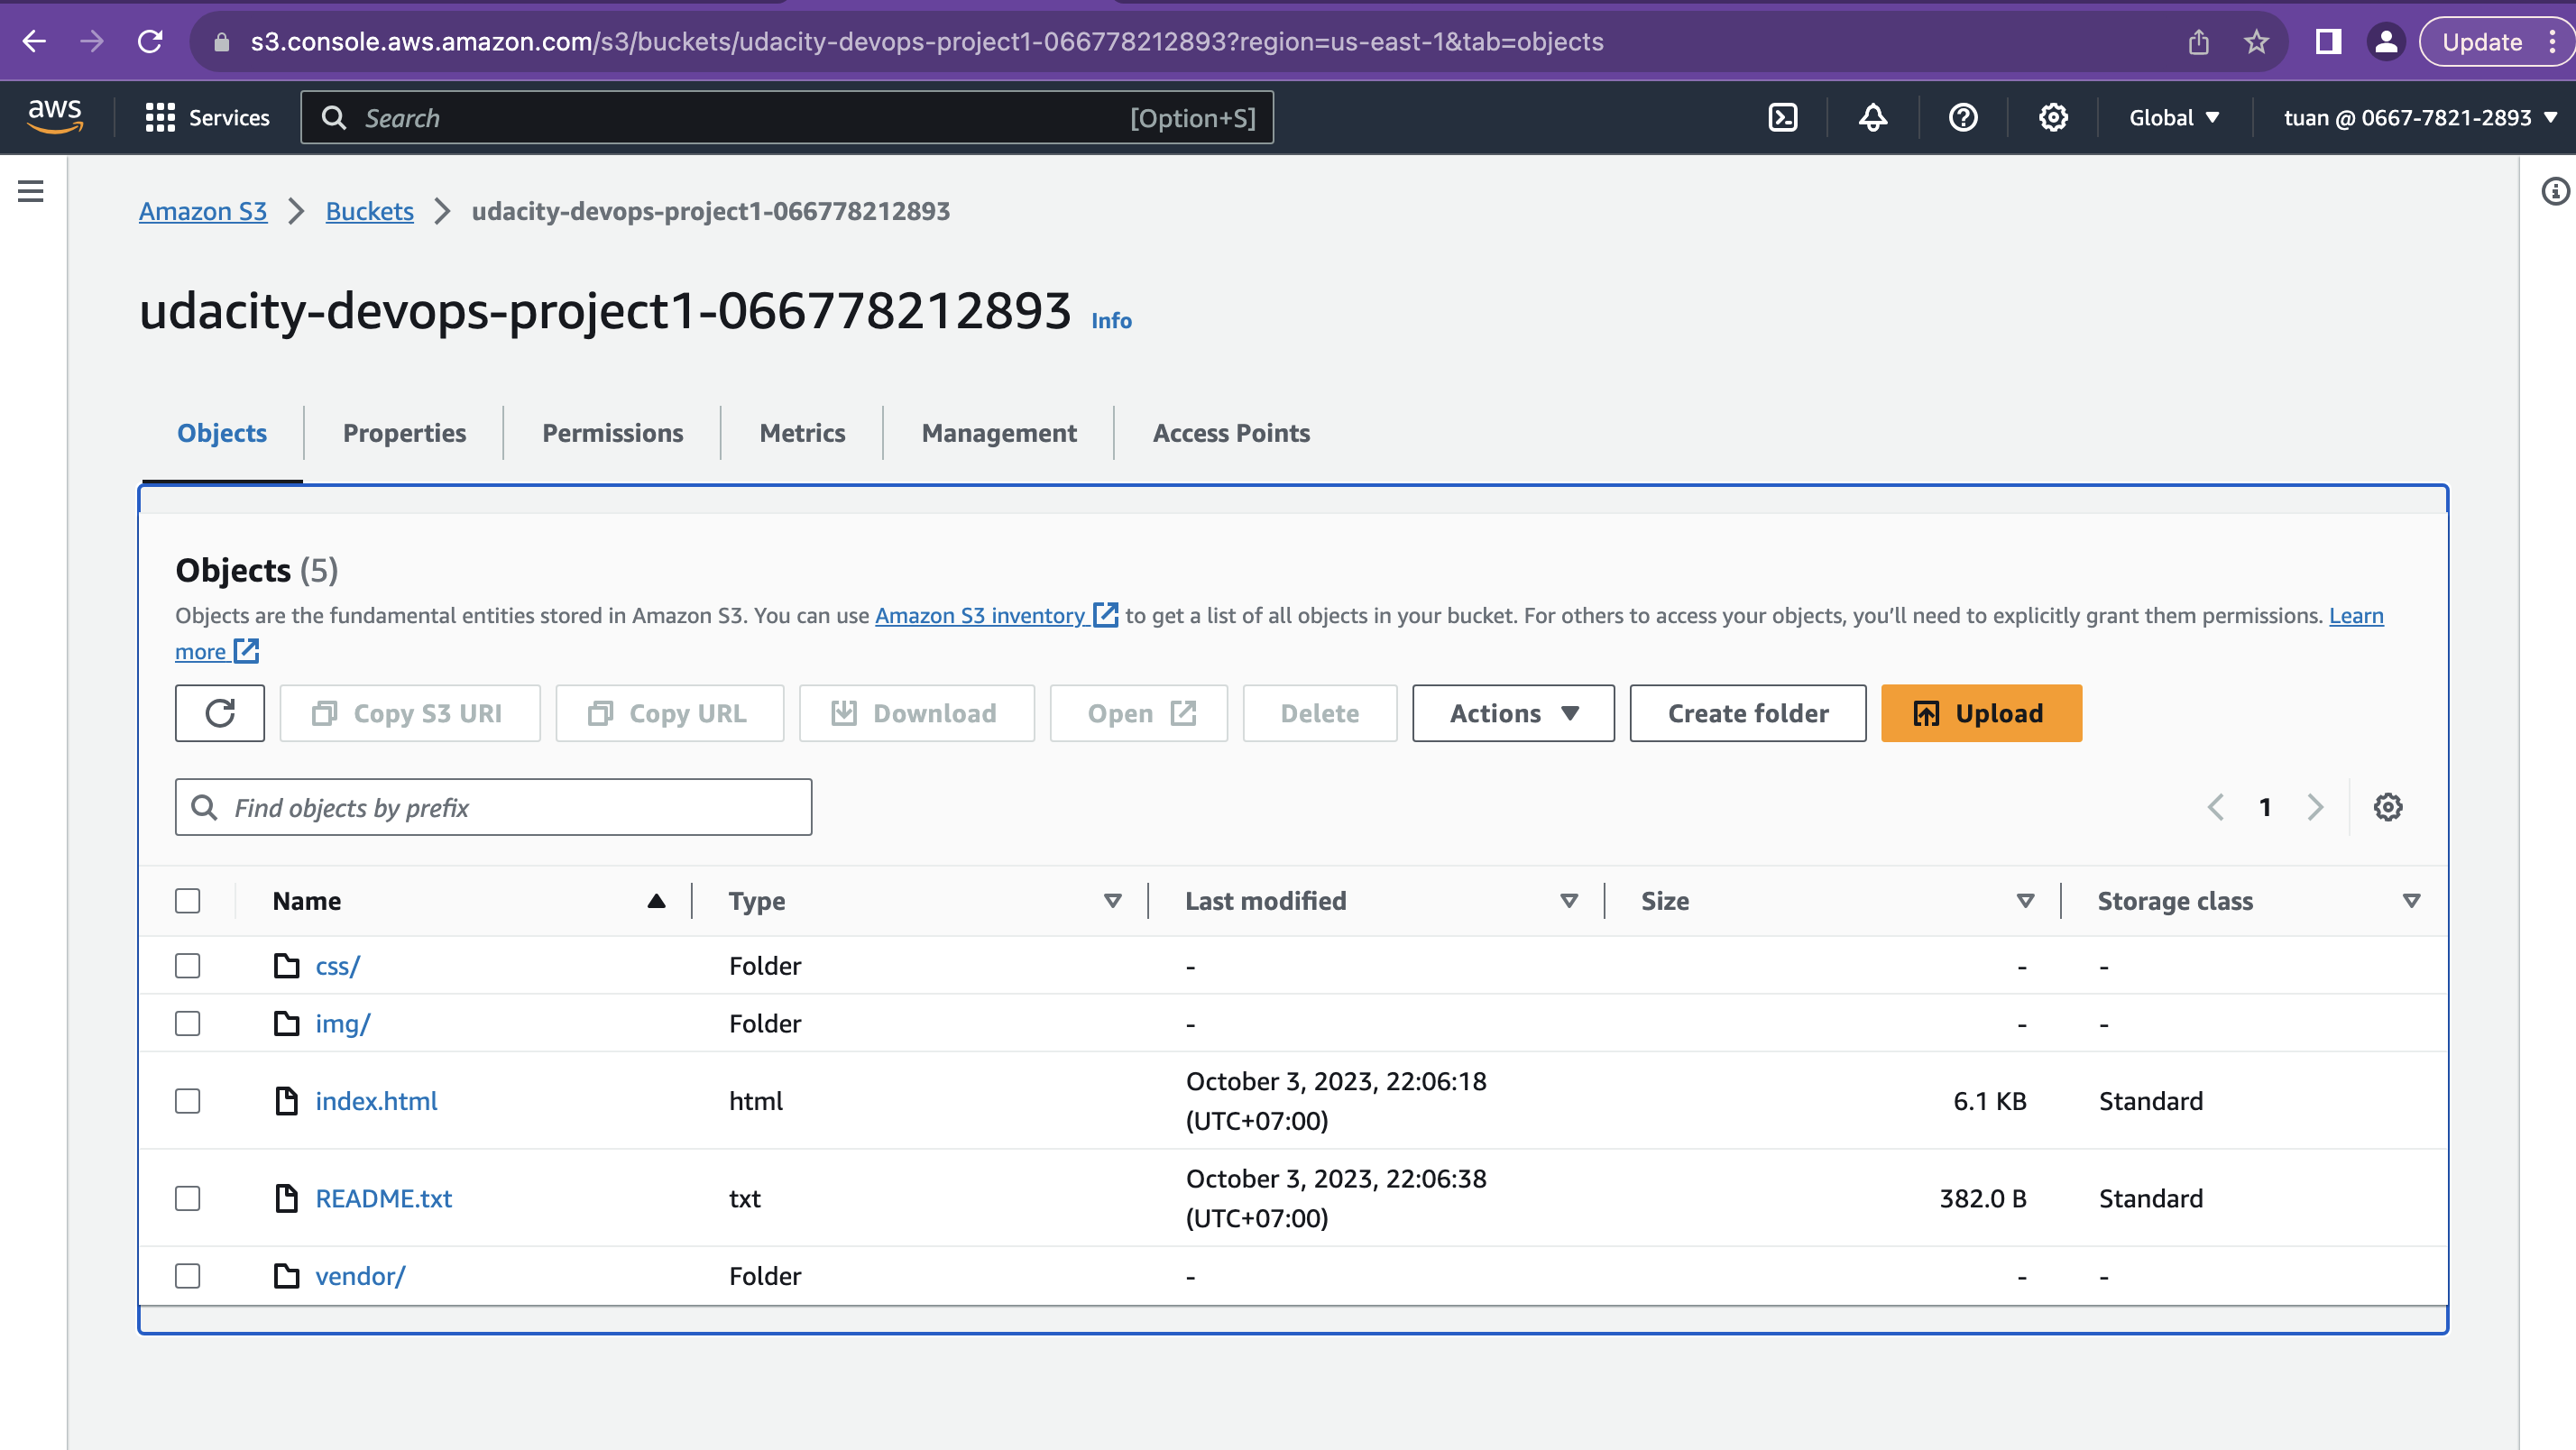 s3.console.aws.amazon.com/s3/buckets/udacity-devops-project1-066778212893?region=us-east-1&tab=objects
Update
aws
Services
Search
[Option+S]
Global
tuan @ 0667-7821-2893
Amazon S3
Buckets
udacity-devops-project1-066778212893
udacity-devops-project1-066778212893 Info
Objects
Properties
Permissions
Metrics
Management
Access Points
Objects (5)
Objects are the fundamental entities stored in Amazon S3. You can use Amazon S3 inventory to get a list of all objects in your bucket. For others to access your objects, you’ll need to explicitly grant them permissions. Learn
more
Copy S3 URI
Copy URL
Download
Open
Delete
Actions
Create folder
Upload
Find objects by prefix
1
Name Type Last modified Size Storage class
css/ Folder - - -
img/ Folder - - -
index.html html October 3, 2023, 22:06:18 6.1 KB Standard
(UTC+07:00)
README.txt txt October 3, 2023, 22:06:38 382.0 B Standard
(UTC+07:00)
vendor/ Folder - - -